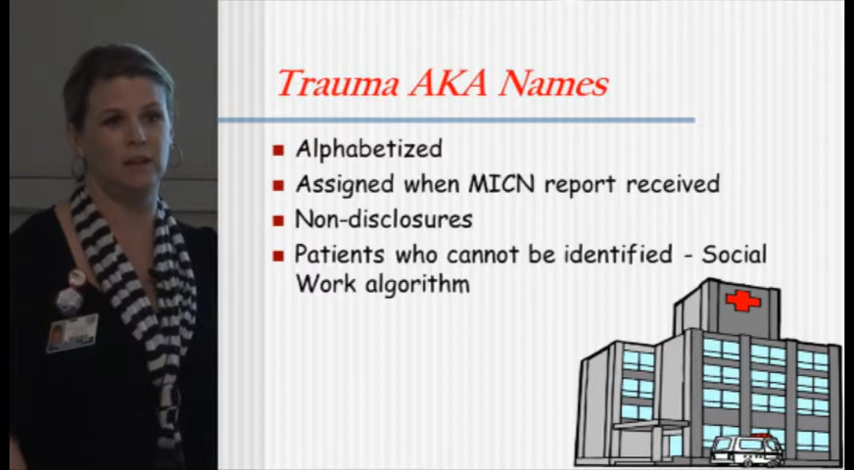 Trauma AKA Names
Alphabetized
Assigned when MICN report received
Non-disclosures
Patients who cannot be identified - Social
Work algorithm